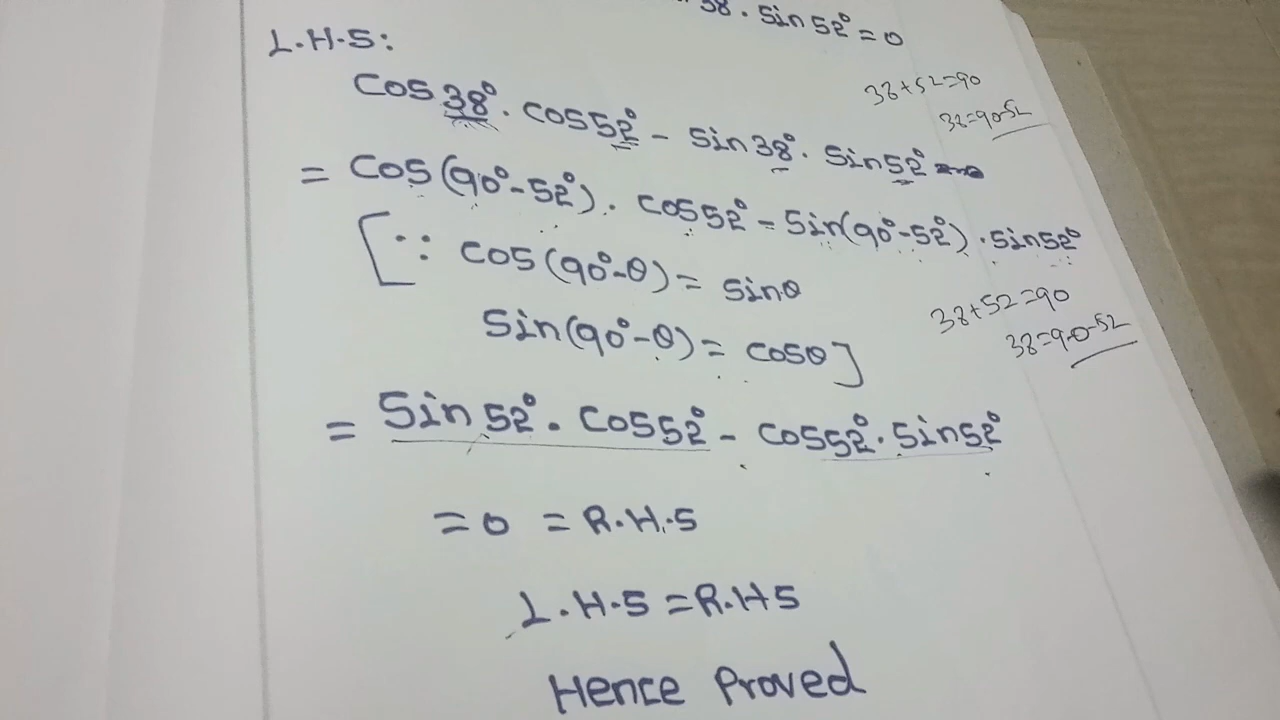 38. Sin 52° = 0
L.H.S:
Cos 38°. Cos 52° - Sin 38°. Sin 52°
38+52=90
38=90-52
= Cos (90°-52°). Cos 52° - Sin(90°-52°) . Sin 52°
[∵ Cos (90°-θ) = Sinθ
Sin (90°-θ) = Cosθ]
38+52=90
38=90-52
= Sin 52°. Cos 52° - Cos 52°. Sin 52°
= 0 = R.H.S
L.H.S = R.H.S
Hence Proved